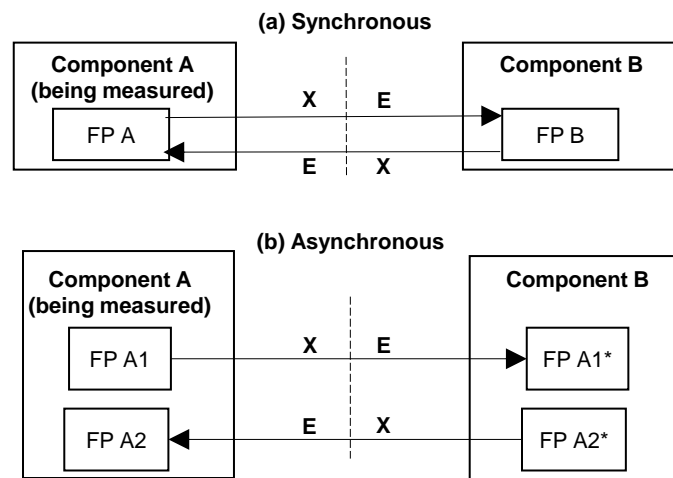 (a) Synchronous
Component A
(being measured)
Component B
X E
FP A
FP B
E X
(b) Asynchronous
Component A
(being measured)
Component B
X E
FP A1
FP A1*
E X
FP A2
FP A2*